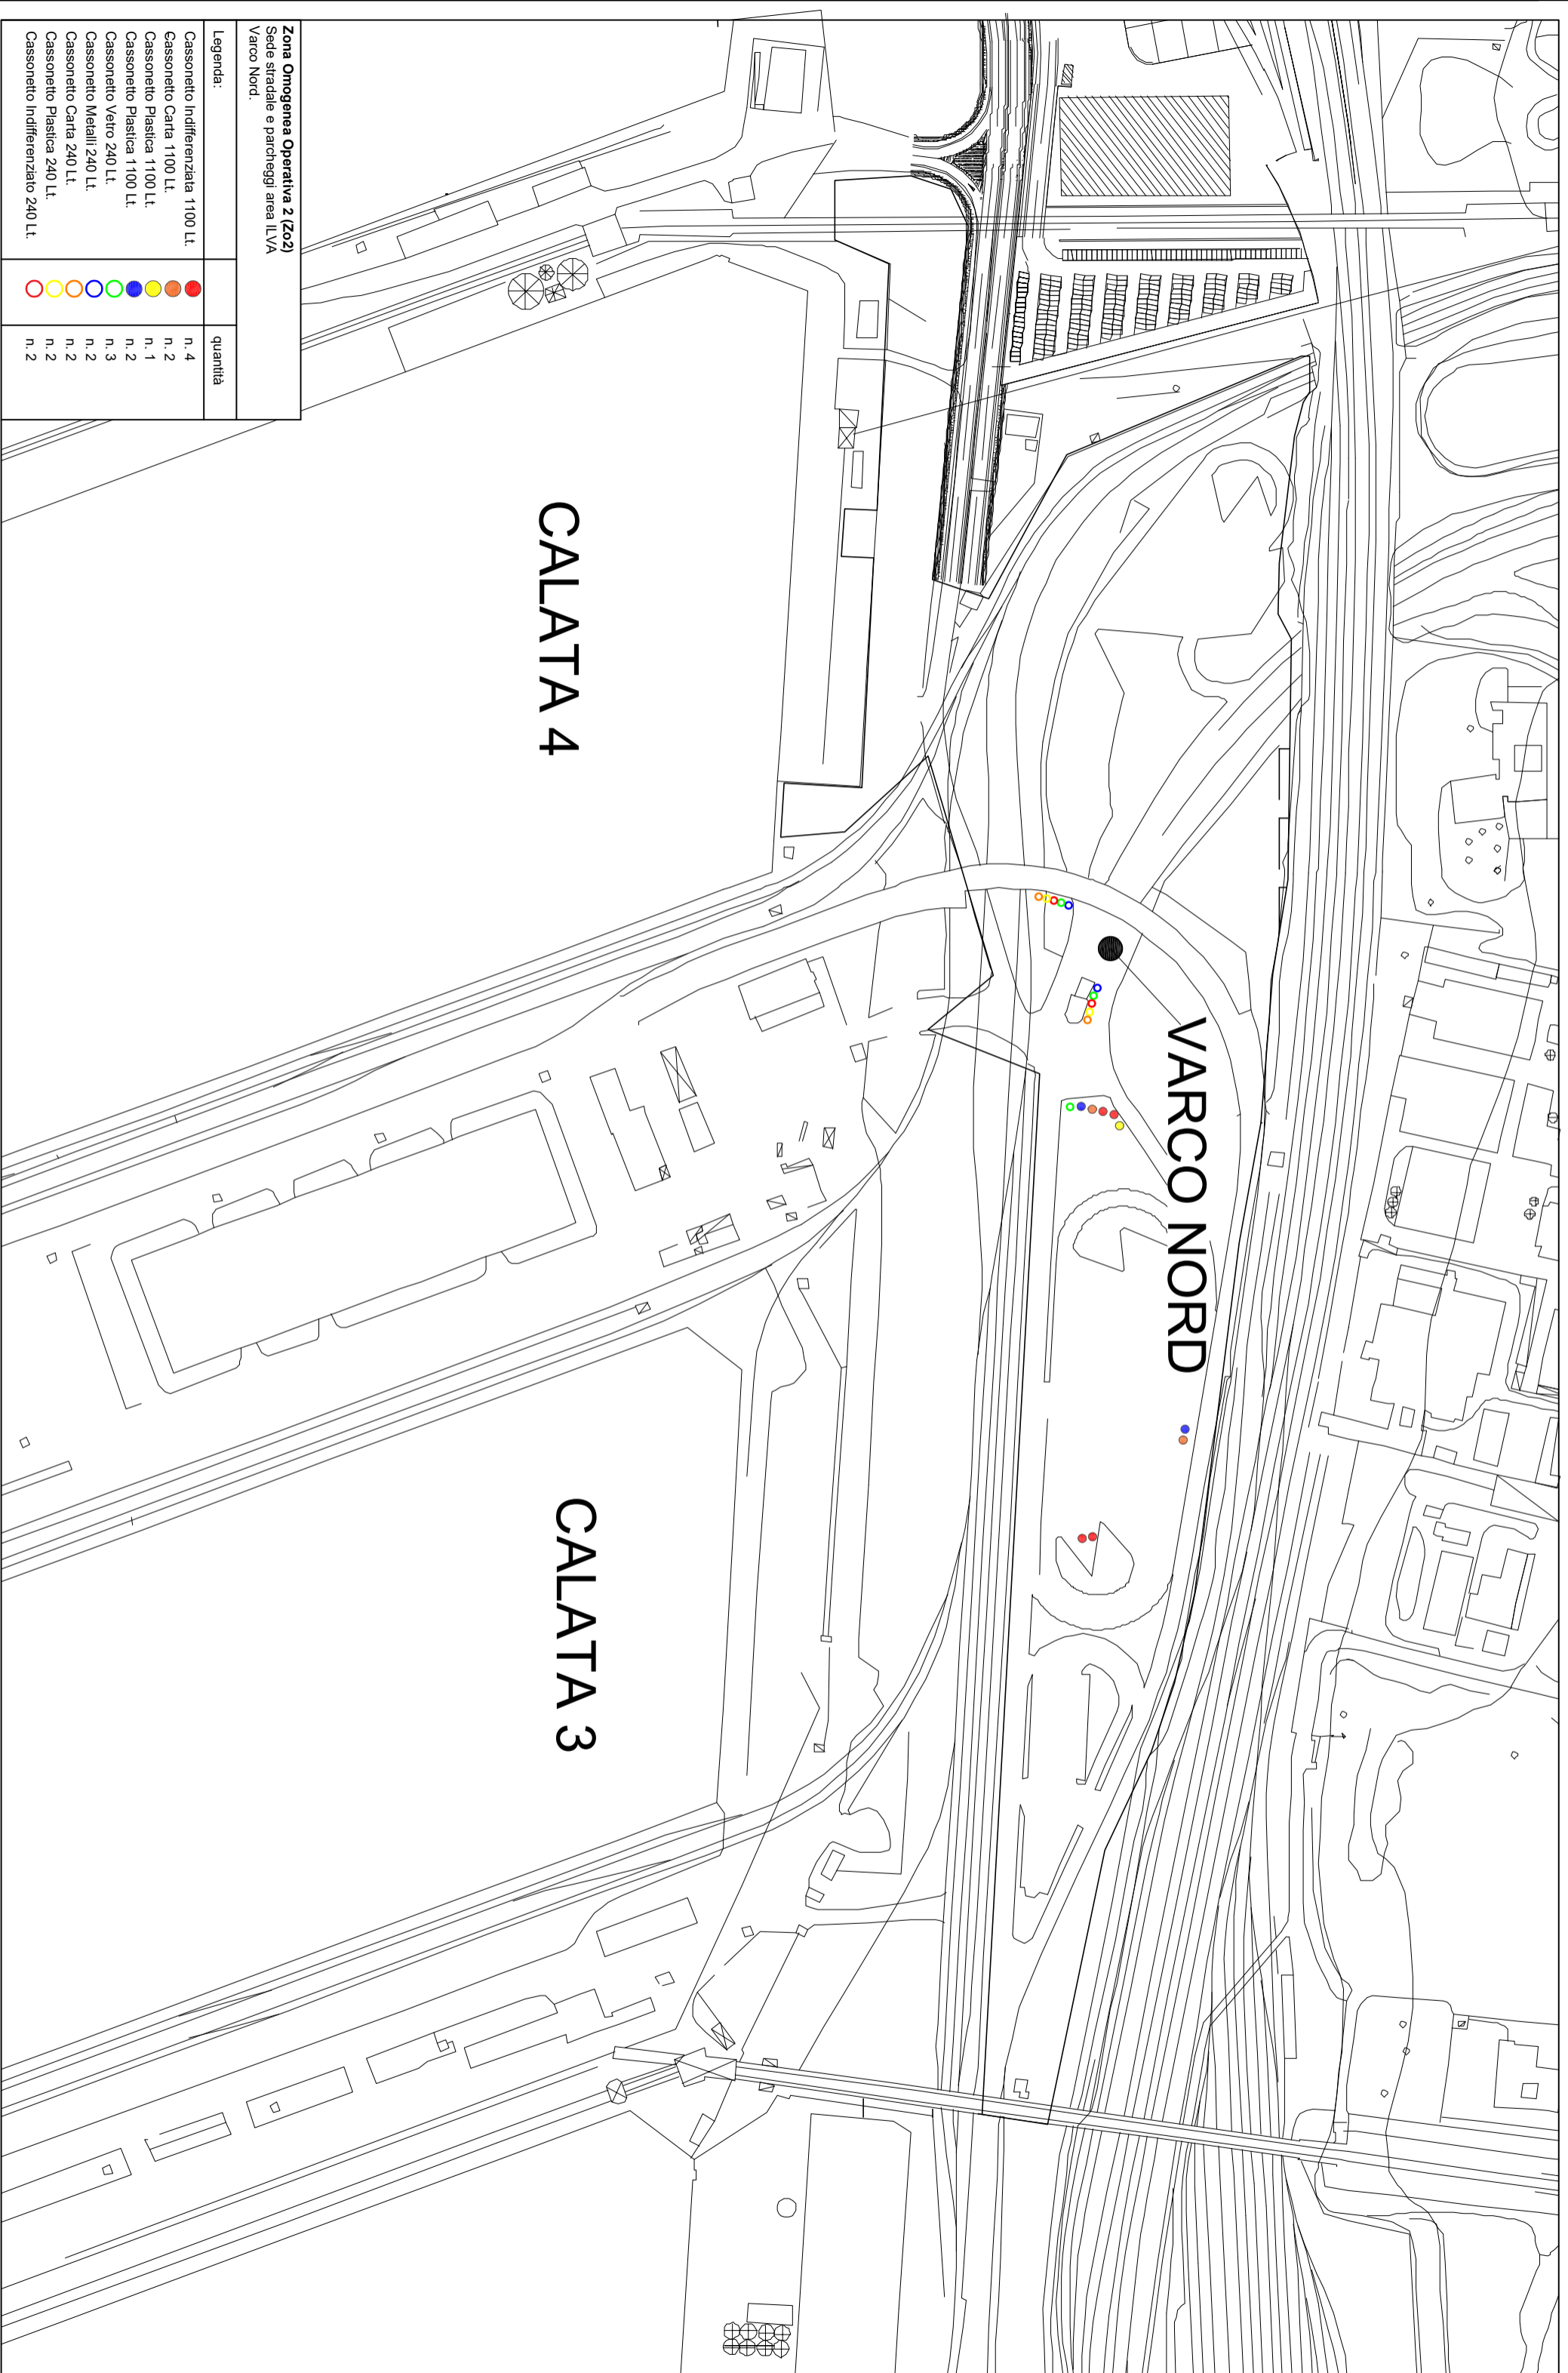 Zona Omogenea Operativa 2 (Zo2)
Sede stradale e parcheggi area ILVA
Varco Nord.
Legenda:
quantità
Cassonetto Indifferenziata 1100 Lt. n. 4
Cassonetto Carta 1100 Lt. n. 2
Cassonetto Plastica 1100 Lt. n. 1
Cassonetto Plastica 1100 Lt. n. 2
Cassonetto Vetro 240 Lt. n. 3
Cassonetto Metalli 240 Lt. n. 2
Cassonetto Carta 240 Lt. n. 2
Cassonetto Plastica 240 Lt. n. 2
Cassonetto Indifferenziato 240 Lt. n. 2
VARCO NORD
CALATA 4
CALATA 3